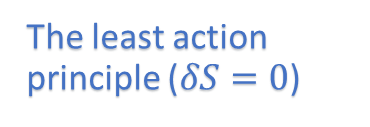 The least action
principle (𝛿𝑆 = 0)